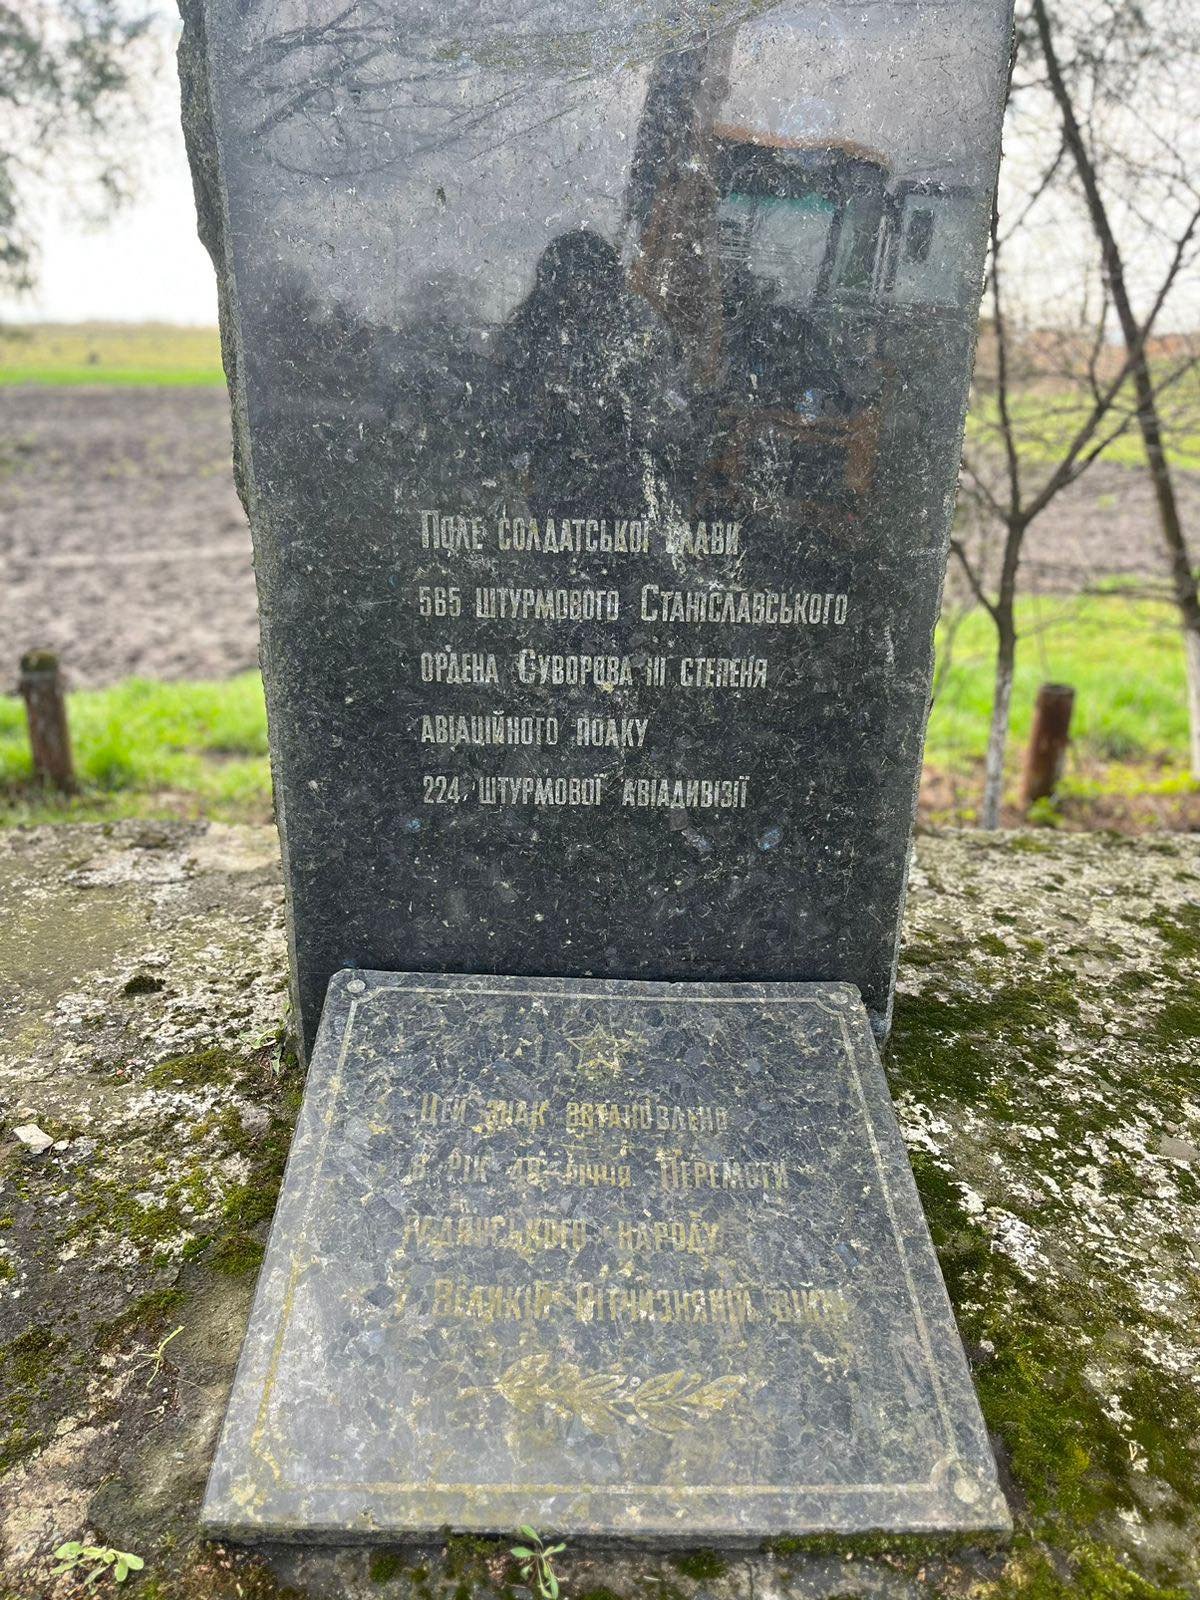 Поле солдатської слави
565 штурмового Станіславського
ордена Суворова III степеня
авіаційного полку
224 штурмової авіадивізії
Цей знак встановлено
в рік 40-річчя Перемоги
радянського народу
у Великій Вітчизняній війні